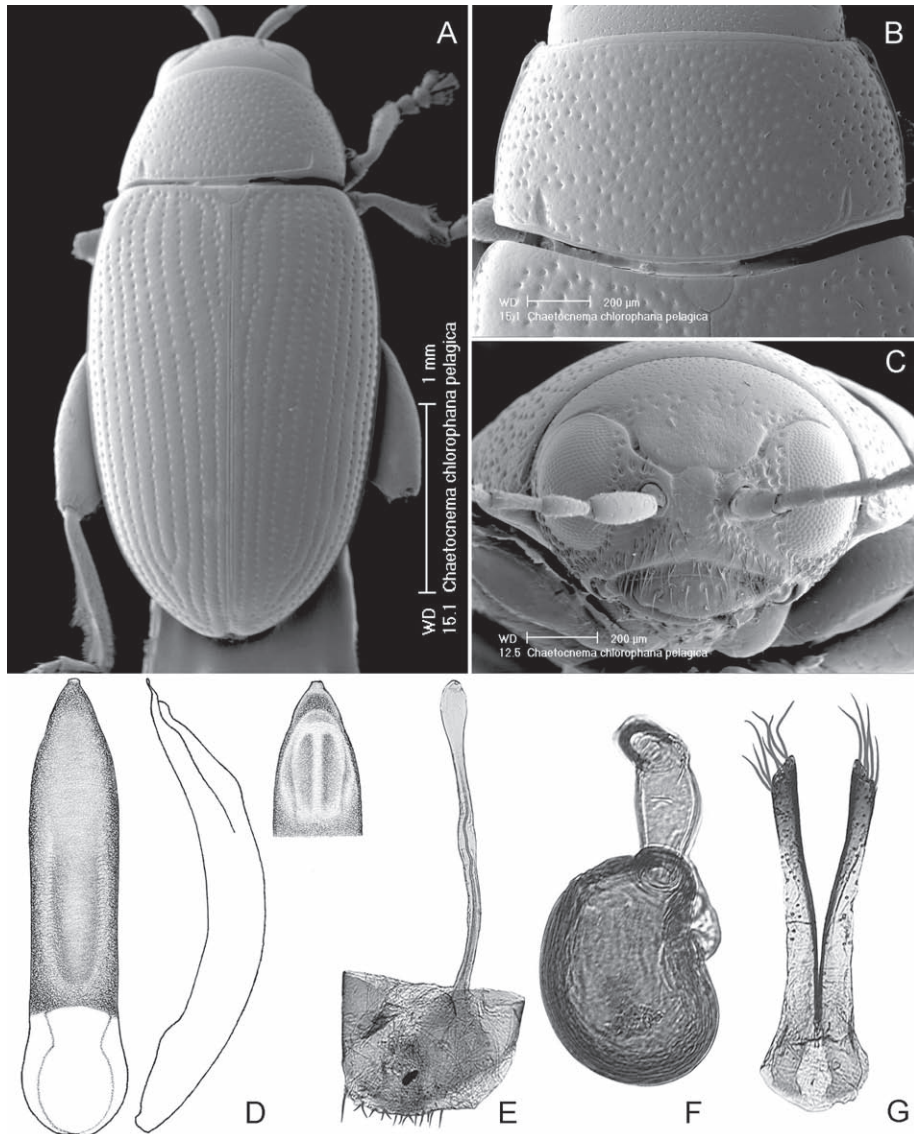 A
WD 1 mm
15.1 Chaetocnema chlorophana pelagica
B
WD 200 µm
15.1 Chaetocnema chlorophana pelagica
C
WD 200 µm
12.5 Chaetocnema chlorophana pelagica
D
E
F
G